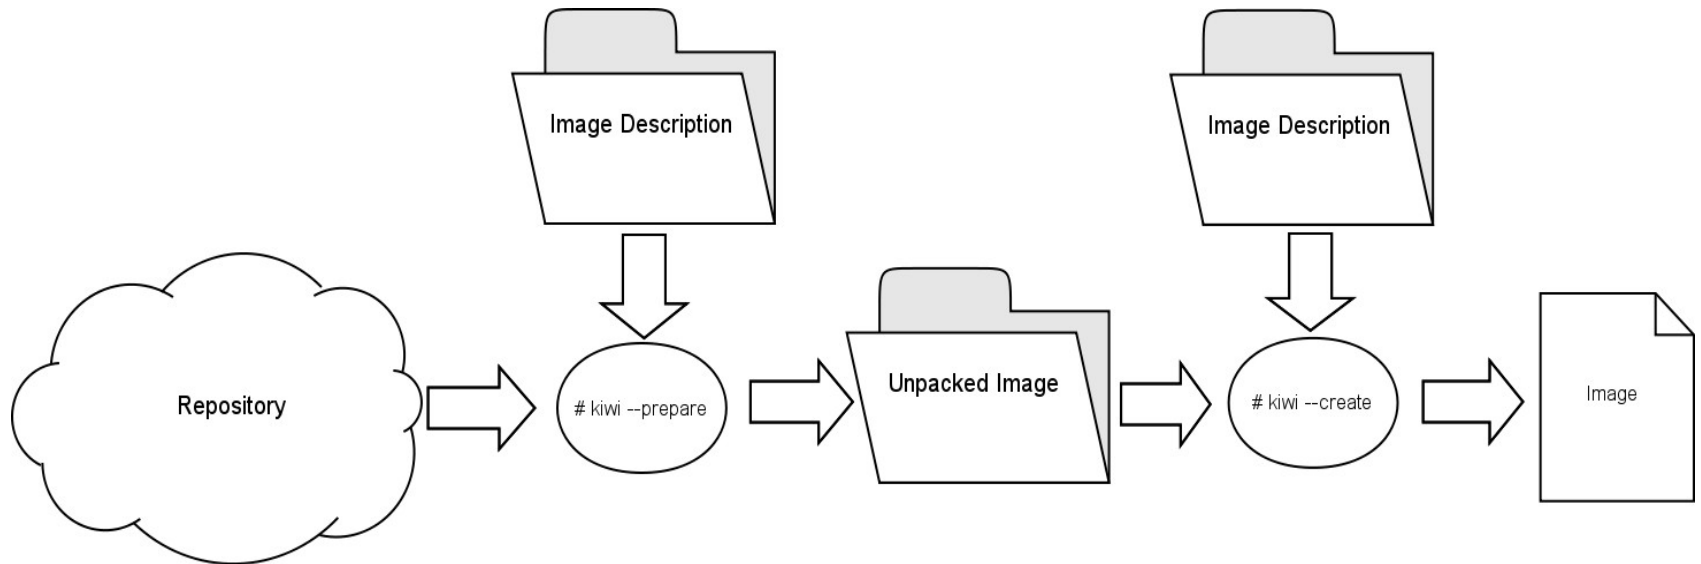 Image Description
Image Description
Repository
# kiwi --prepare
Unpacked Image
# kiwi --create
Image